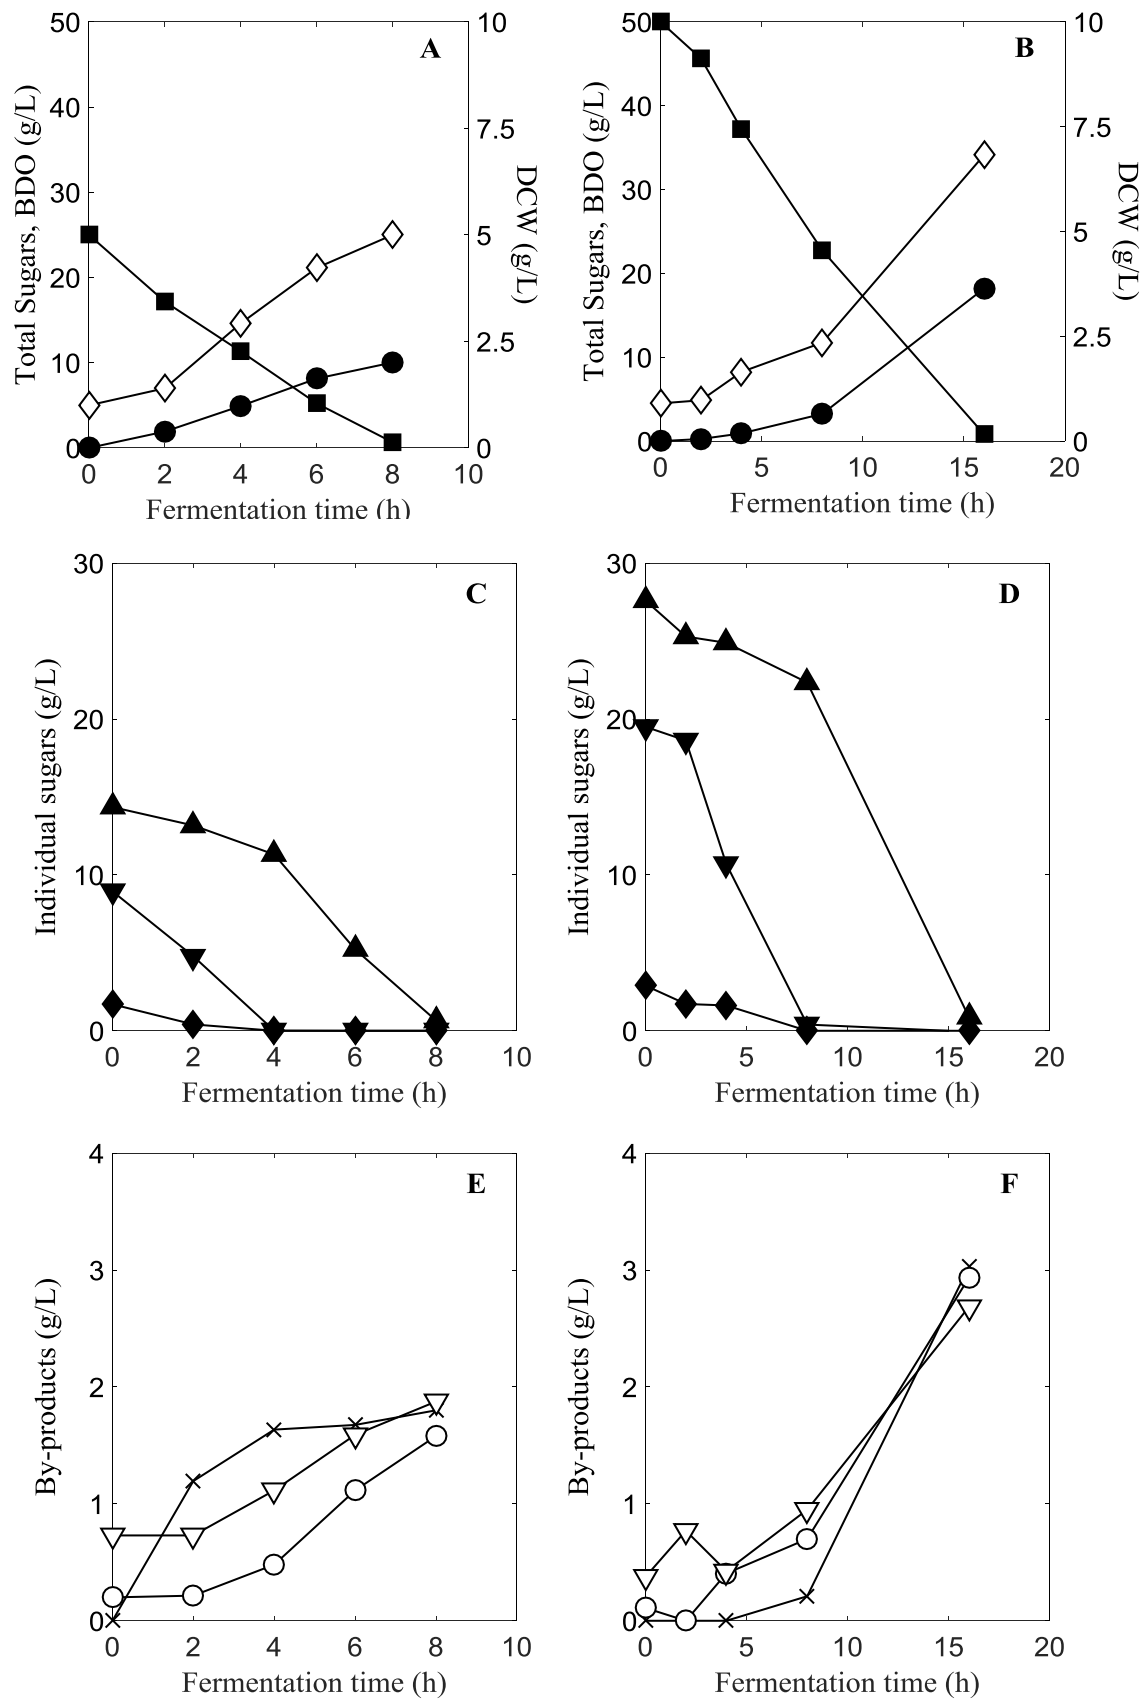 A
Total Sugars, BDO (g/L)
50
40
30
20
10
0
10
7.5
5
2.5
0
DCW (g/L)
0 2 4 6 8 10
Fermentation time (h)
B
Total Sugars, BDO (g/L)
50
40
30
20
10
0
10
7.5
5
2.5
0
DCW (g/L)
0 5 10 15 20
Fermentation time (h)
C
Individual sugars (g/L)
30
20
10
0
0 2 4 6 8 10
Fermentation time (h)
D
Individual sugars (g/L)
30
20
10
0
0 5 10 15 20
Fermentation time (h)
E
By-products (g/L)
4
3
2
1
0
0 2 4 6 8 10
Fermentation time (h)
F
By-products (g/L)
4
3
2
1
0
0 5 10 15 20
Fermentation time (h)